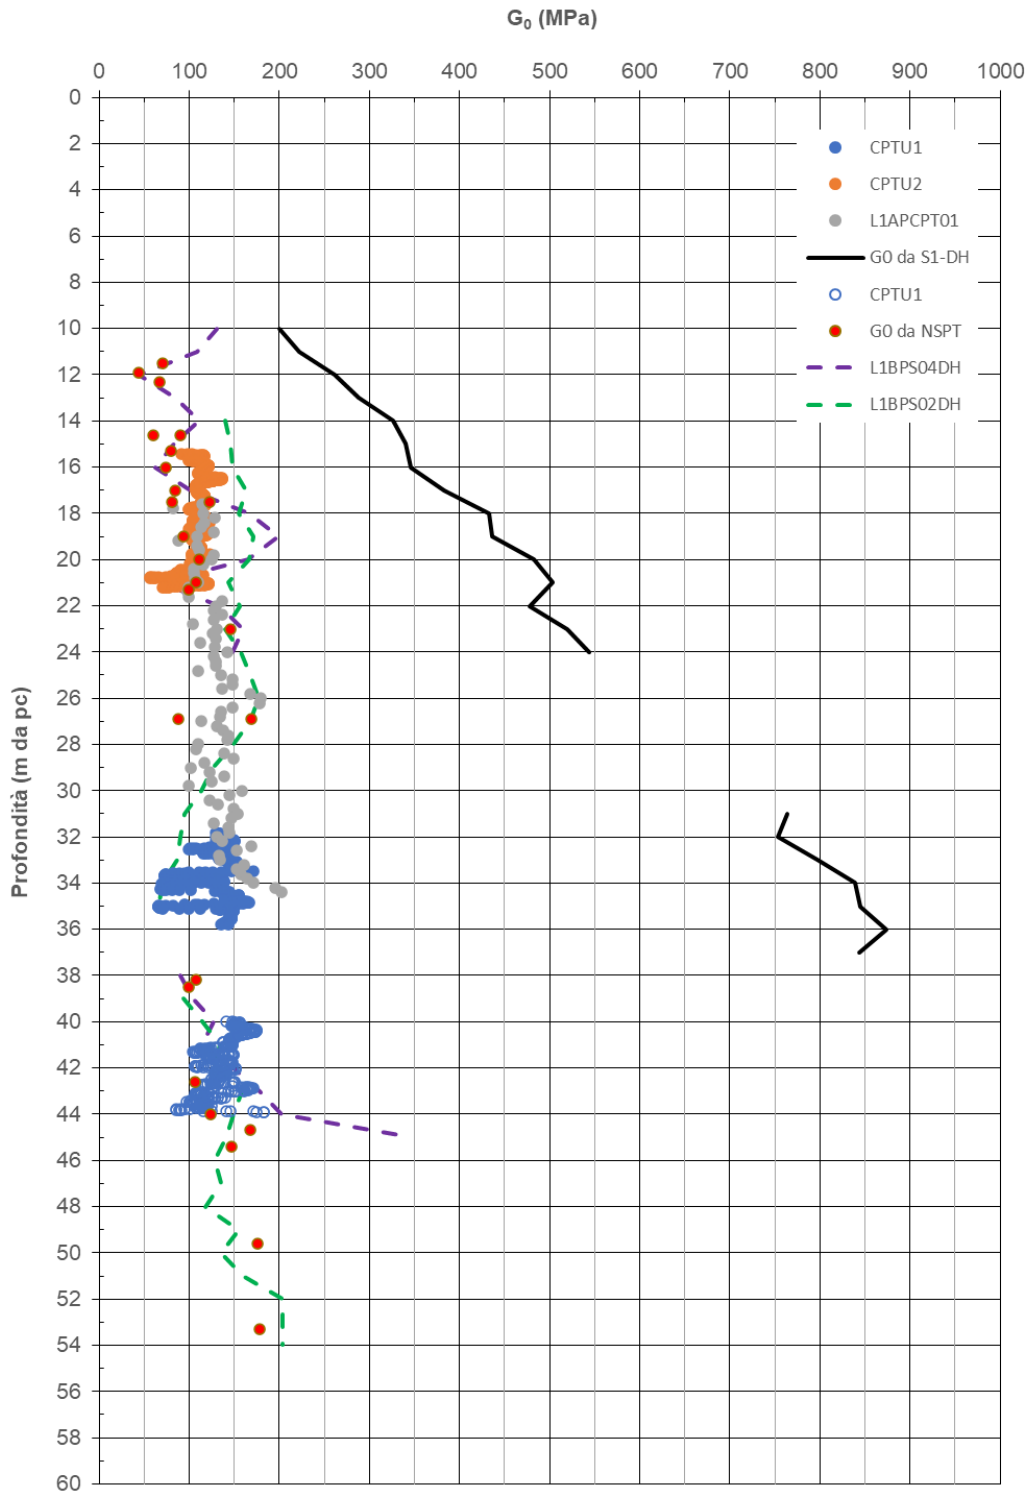 G₀ (MPa)
0 100 200 300 400 500 600 700 800 900 1000
0
2
4
6
8
10
12
14
16
18
20
22
24
26
28
30
32
34
36
38
40
42
44
46
48
50
52
54
56
58
60
Profondità (m da pc)
CPTU1
CPTU2
L1APCPT01
G0 da S1-DH
CPTU1
G0 da NSPT
L1BPS04DH
L1BPS02DH